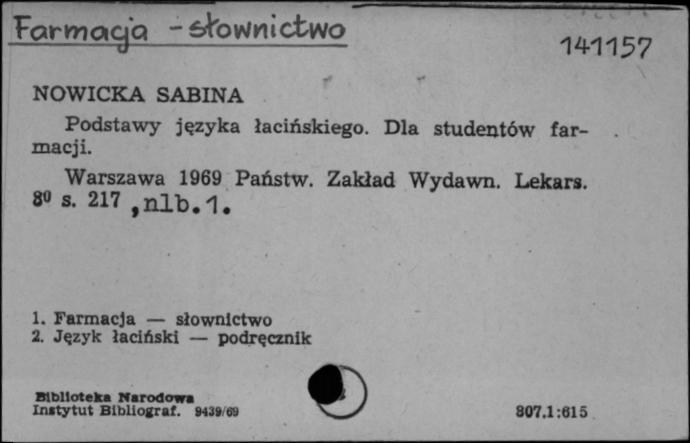 Farmacja - słownictwo
141157
NOWICKA SABINA
Podstawy języka łacińskiego. Dla studentów far-
macji.
Warszawa 1969 Państw. Zakład Wydawn. Lekars.
8⁰ s. 217 , nlb. 1.
1. Farmacja — słownictwo
2. Język łaciński — podręcznik
Biblioteka Narodowa
Instytut Bibliograf. 9439/69
807.1:615